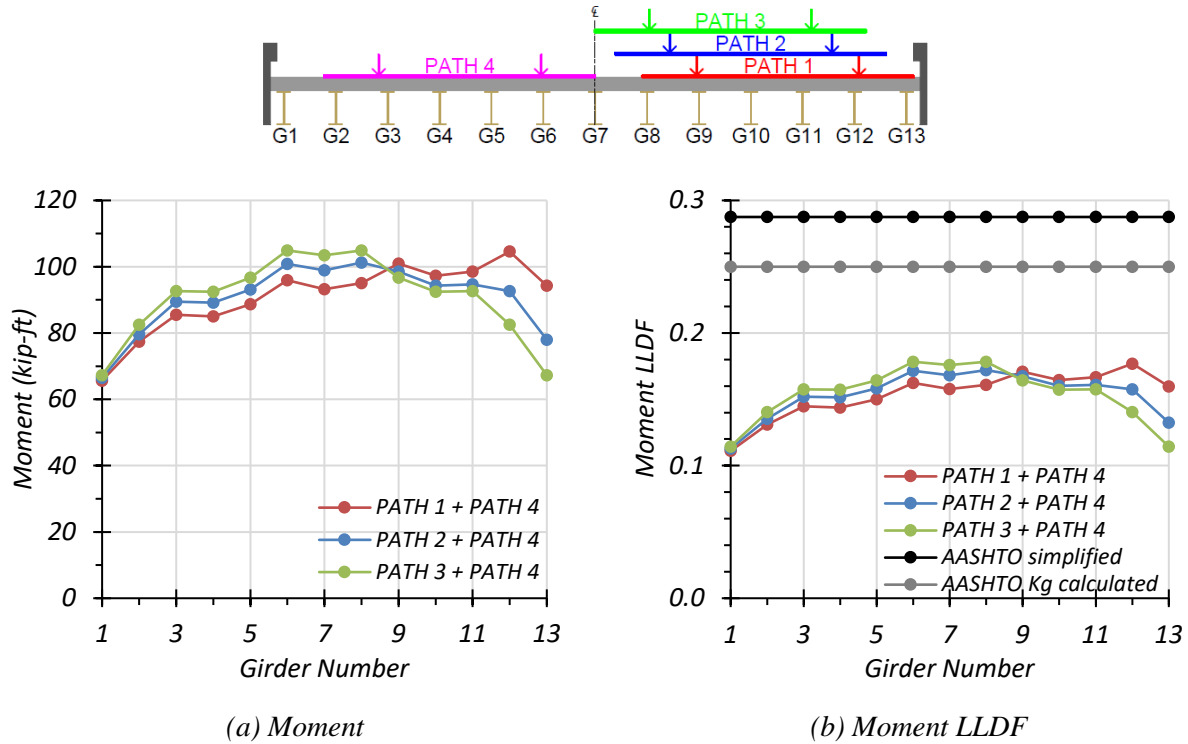 ℄
PATH 3
PATH 2
PATH 4
PATH 1
G1 G2 G3 G4 G5 G6 G7 G8 G9 G10 G11 G12 G13
Moment (kip-ft)
120
100
80
60
40
20
0
PATH 1 + PATH 4
PATH 2 + PATH 4
PATH 3 + PATH 4
1 3 5 7 9 11 13
Girder Number
(a) Moment
Moment LLDF
0.3
0.2
0.1
0.0
PATH 1 + PATH 4
PATH 2 + PATH 4
PATH 3 + PATH 4
AASHTO simplified
AASHTO Kg calculated
1 3 5 7 9 11 13
Girder Number
(b) Moment LLDF